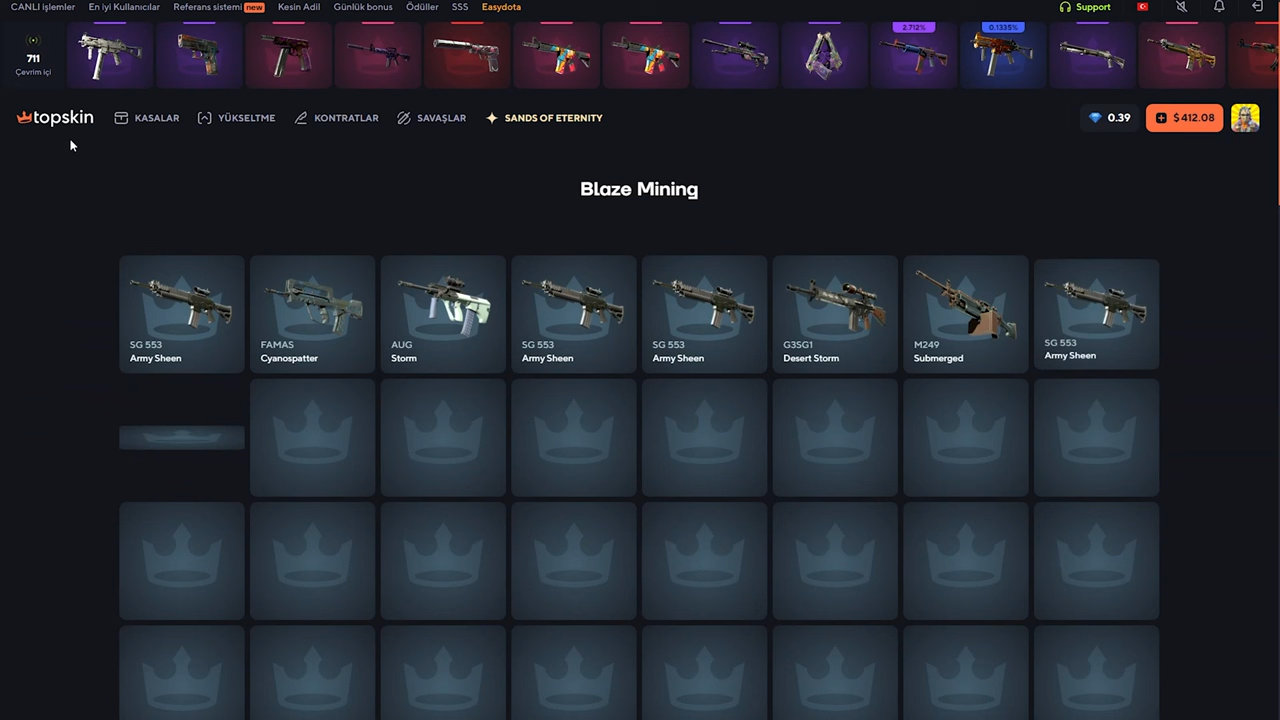 CANLI işlemler En iyi Kullanıcılar Referans sistemi new Kesin Adil Günlük bonus Ödüller SSS Easydota Support
2.712% 0.1335%
711
Çevrim içi
topskin KASALAR YÜKSELTME KONTRATLAR SAVAŞLAR SANDS OF ETERNITY 0.39 $412.08
Blaze Mining
SG 553 FAMAS AUG SG 553 SG 553 G3SG1 M249 SG 553
Army Sheen Cyanospatter Storm Army Sheen Army Sheen Desert Storm Submerged Army Sheen